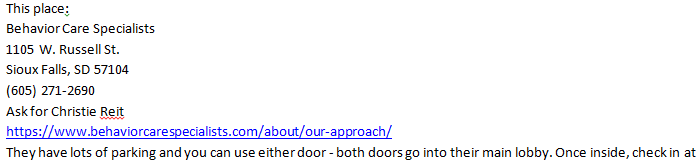 This place:
Behavior Care Specialists
1105 W. Russell St.
Sioux Falls, SD 57104
(605) 271-2690
Ask for Christie Reit
https://www.behaviorcarespecialists.com/about/our-approach/
They have lots of parking and you can use either door - both doors go into their main lobby. Once inside, check in at